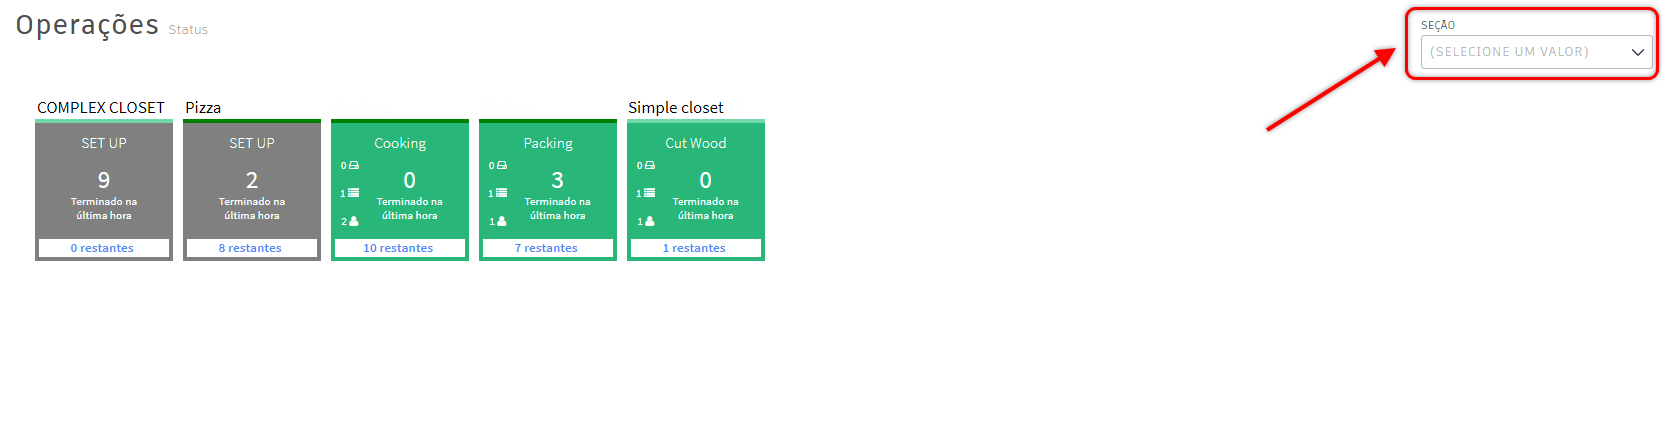 Operações Status
SEÇÃO
(SELECIONE UM VALOR)
COMPLEX CLOSET
SET UP
9
Terminado na
última hora
0 restantes
Pizza
SET UP
2
Terminado na
última hora
8 restantes
Cooking
0
1
2
0
Terminado na
última hora
10 restantes
Packing
0
1
1
3
Terminado na
última hora
7 restantes
Simple closet
Cut Wood
0
1
1
0
Terminado na
última hora
1 restantes